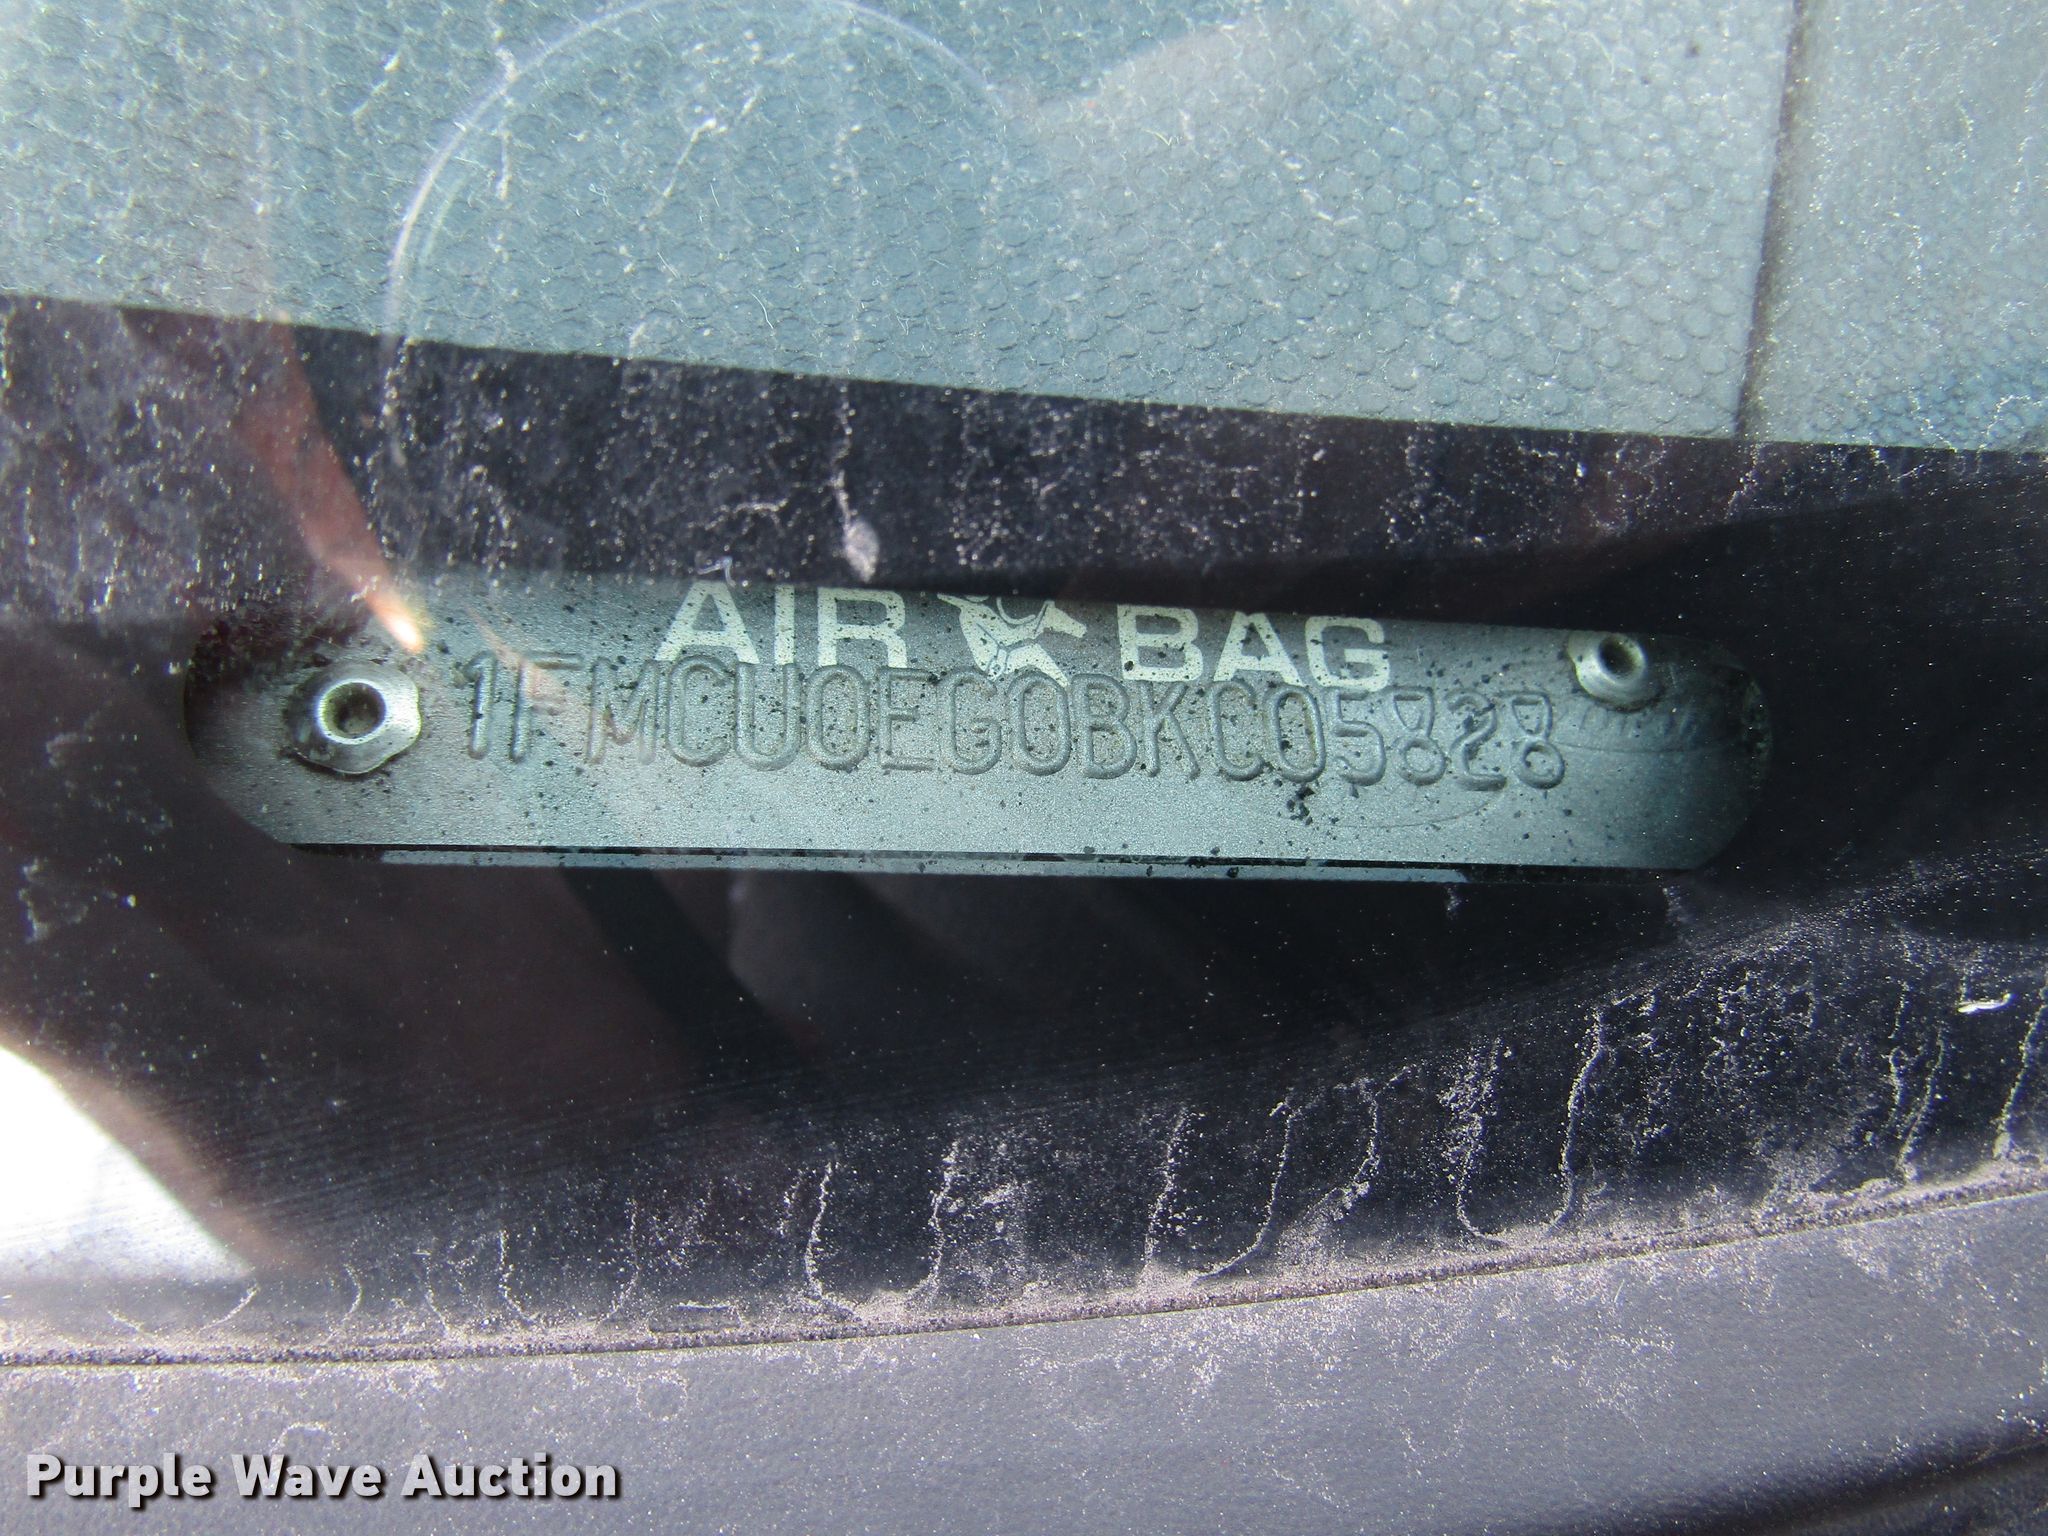 AIR BAG
1FMCU0EG0BKC05828
Purple Wave Auction